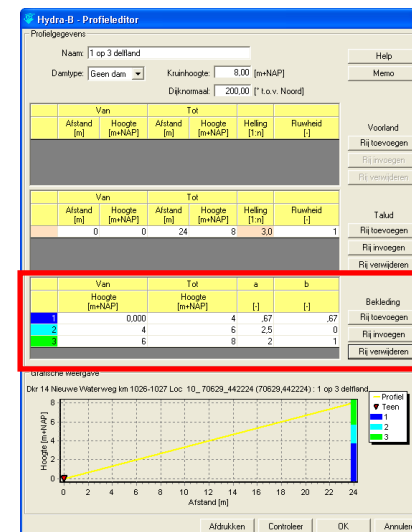 Hydra-B - Profieleditor
Profielgegevens
Naam: 1 op 3 delfland
Help
Damtype: Geen dam
Kruinhoogte: 8,00 [m+NAP]
Memo
Dijknormaal: 200,00 [° t.o.v. Noord]
Van Tot
Afstand [m] Hoogte [m+NAP] Afstand [m] Hoogte [m+NAP] Helling [1:n] Ruwheid [-]
Voorland
Rij toevoegen
Rij invoegen
Rij verwijderen
Van Tot
Afstand [m] Hoogte [m+NAP] Afstand [m] Hoogte [m+NAP] Helling [1:n] Ruwheid [-]
0 0 24 8 3,0 1
Talud
Rij toevoegen
Rij invoegen
Rij verwijderen
Van Tot a b
Hoogte [m+NAP] Hoogte [m+NAP] [-] [-]
1 0,000 4 ,67 ,67
2 4 6 2,5 0
3 6 8 2 1
Bekleding
Rij toevoegen
Rij invoegen
Rij verwijderen
Grafische weergave
Dkr 14 Nieuwe Waterweg km 1026-1027 Loc 10_70629_442224 (70629,442224) : 1 op 3 delfland
Hoogte [m+NAP]
8
6
4
2
0
0 2 4 6 8 10 12 14 16 18 20 22 24
Afstand [m]
Profiel
Teen
1
2
3
Afdrukken Controleer OK Annuleren